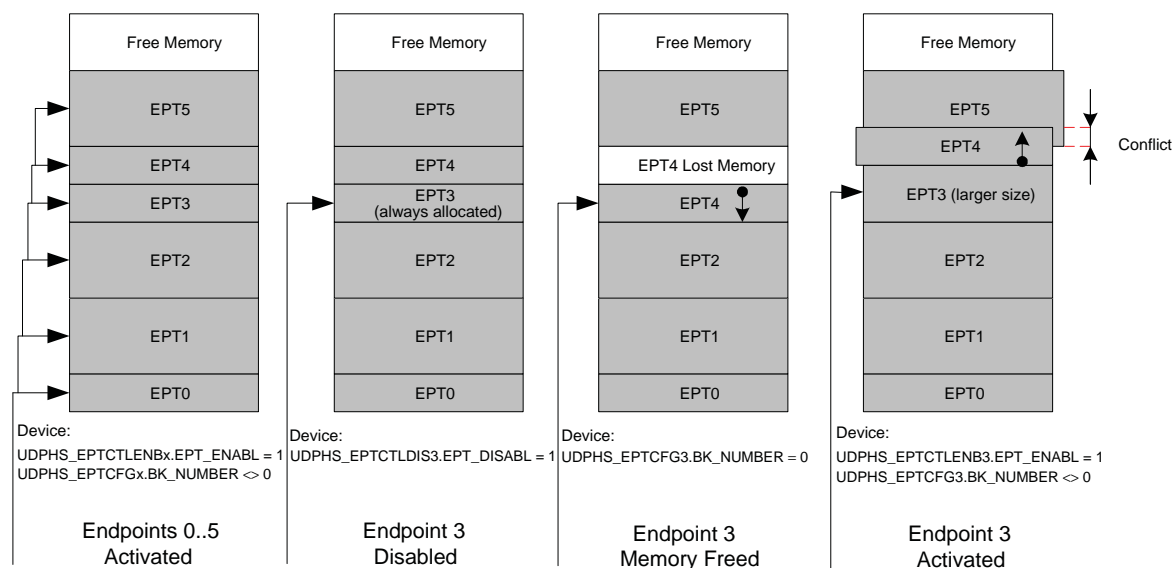 Free Memory
EPT5
EPT4
EPT3
EPT2
EPT1
EPT0
Device:
UDPHS_EPTCTLENBx.EPT_ENABL = 1
UDPHS_EPTCFGx.BK_NUMBER <> 0
Endpoints 0..5
Activated
Free Memory
EPT5
EPT4
EPT3
(always allocated)
EPT2
EPT1
EPT0
Device:
UDPHS_EPTCTLDIS3.EPT_DISABL = 1
Endpoint 3
Disabled
Free Memory
EPT5
EPT4 Lost Memory
EPT4
EPT2
EPT1
EPT0
Device:
UDPHS_EPTCFG3.BK_NUMBER = 0
Endpoint 3
Memory Freed
Free Memory
EPT5
EPT4
Conflict
EPT3 (larger size)
EPT2
EPT1
EPT0
Device:
UDPHS_EPTCTLENB3.EPT_ENABL = 1
UDPHS_EPTCFG3.BK_NUMBER <> 0
Endpoint 3
Activated